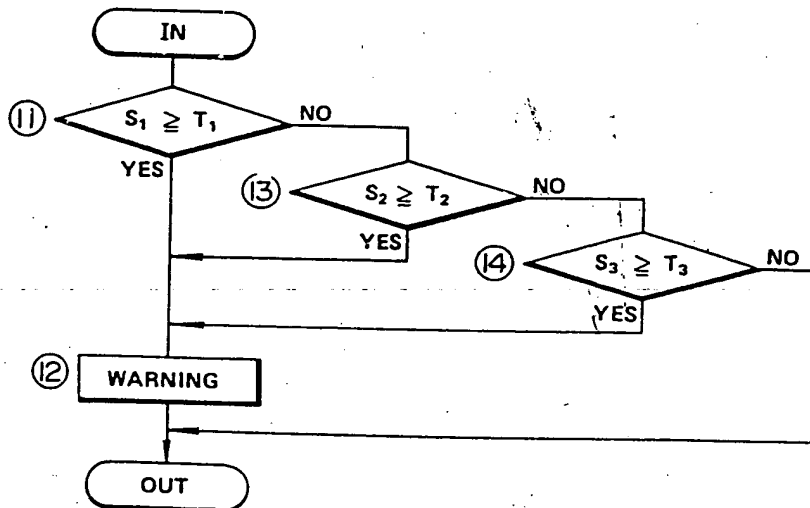 IN
⑪
S₁ ≧ T₁
NO
YES
⑬
S₂ ≧ T₂
NO
YES
⑭
S₃ ≧ T₃
NO
YES
⑫
WARNING
OUT